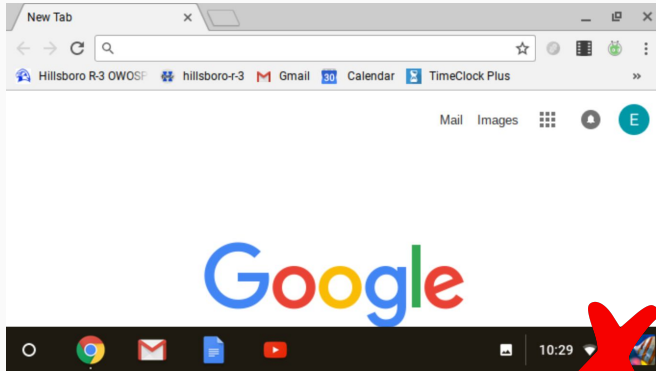 New Tab
Hillsboro R-3 OWOSF hillsboro-r-3 Gmail 30 Calendar TimeClock Plus
Mail Images E
Google
10:29